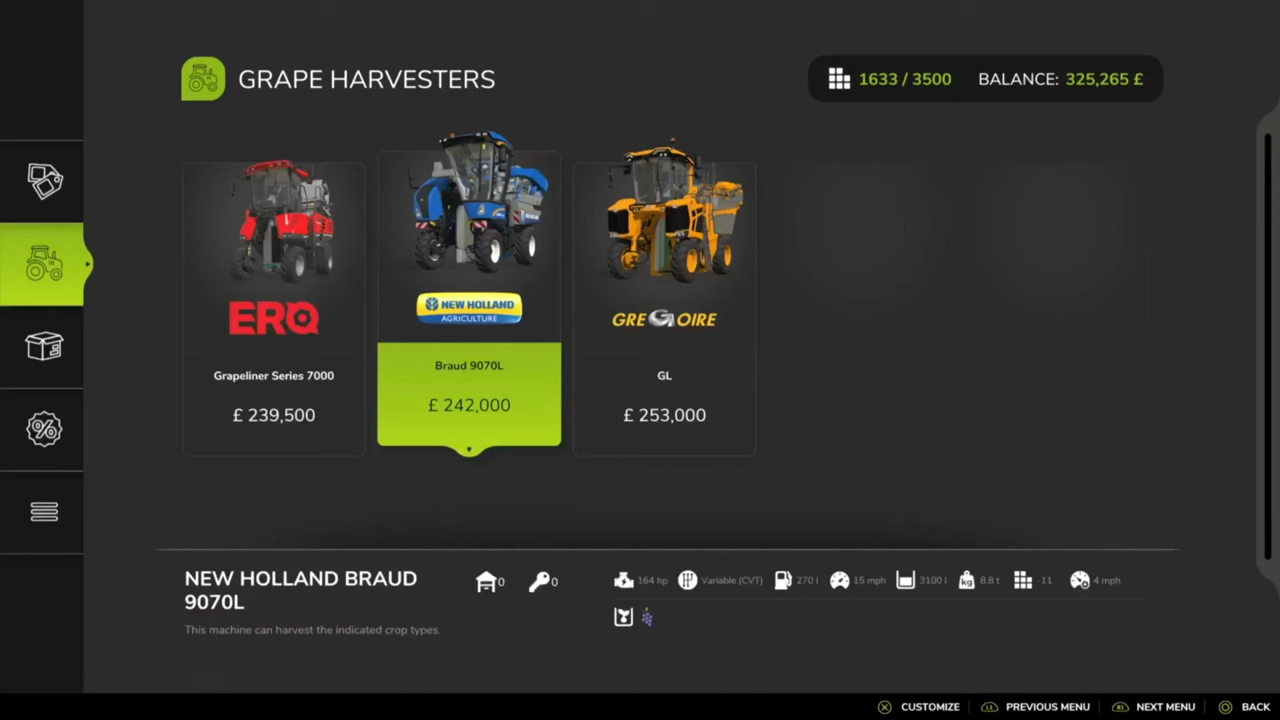 GRAPE HARVESTERS
1633 / 3500
BALANCE: 325,265 £
ERO
NEW HOLLAND
AGRICULTURE
GREGOIRE
Grapeliner Series 7000
Braud 9070L
GL
£ 239,500
£ 242,000
£ 253,000
NEW HOLLAND BRAUD
9070L
This machine can harvest the indicated crop types.
0
0
164 hp
Variable (CVT)
270 l
15 mph
3100 l
kg
8.8 t
-11
4 mph
CUSTOMIZE
L1
PREVIOUS MENU
R1
NEXT MENU
BACK